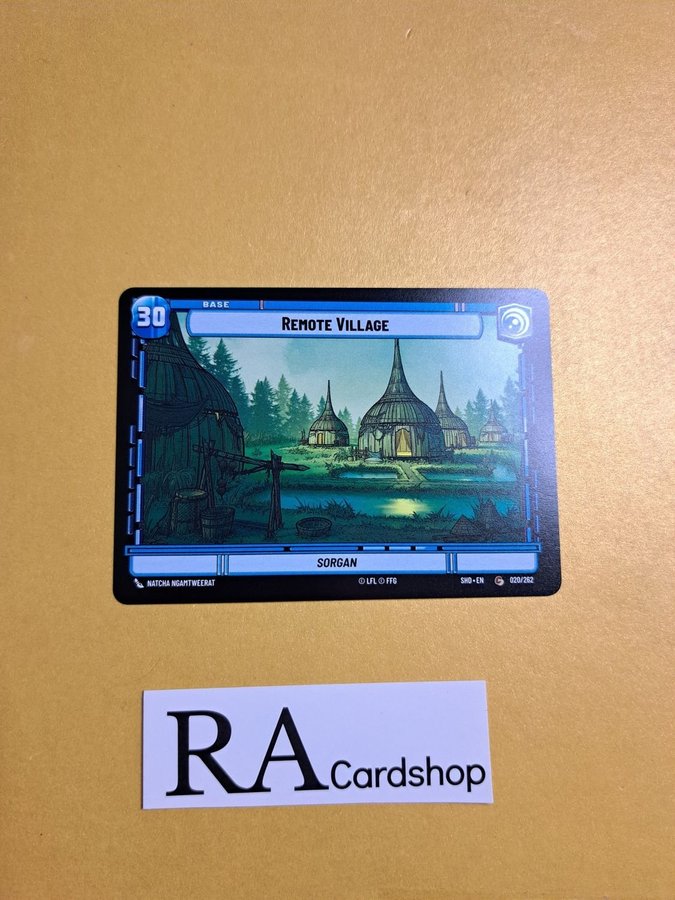 30
BASE
REMOTE VILLAGE
SORGAN
NATCHA NGAMTWEERAT
© LFL © FFG
SHD • EN
C
020/262
RA Cardshop